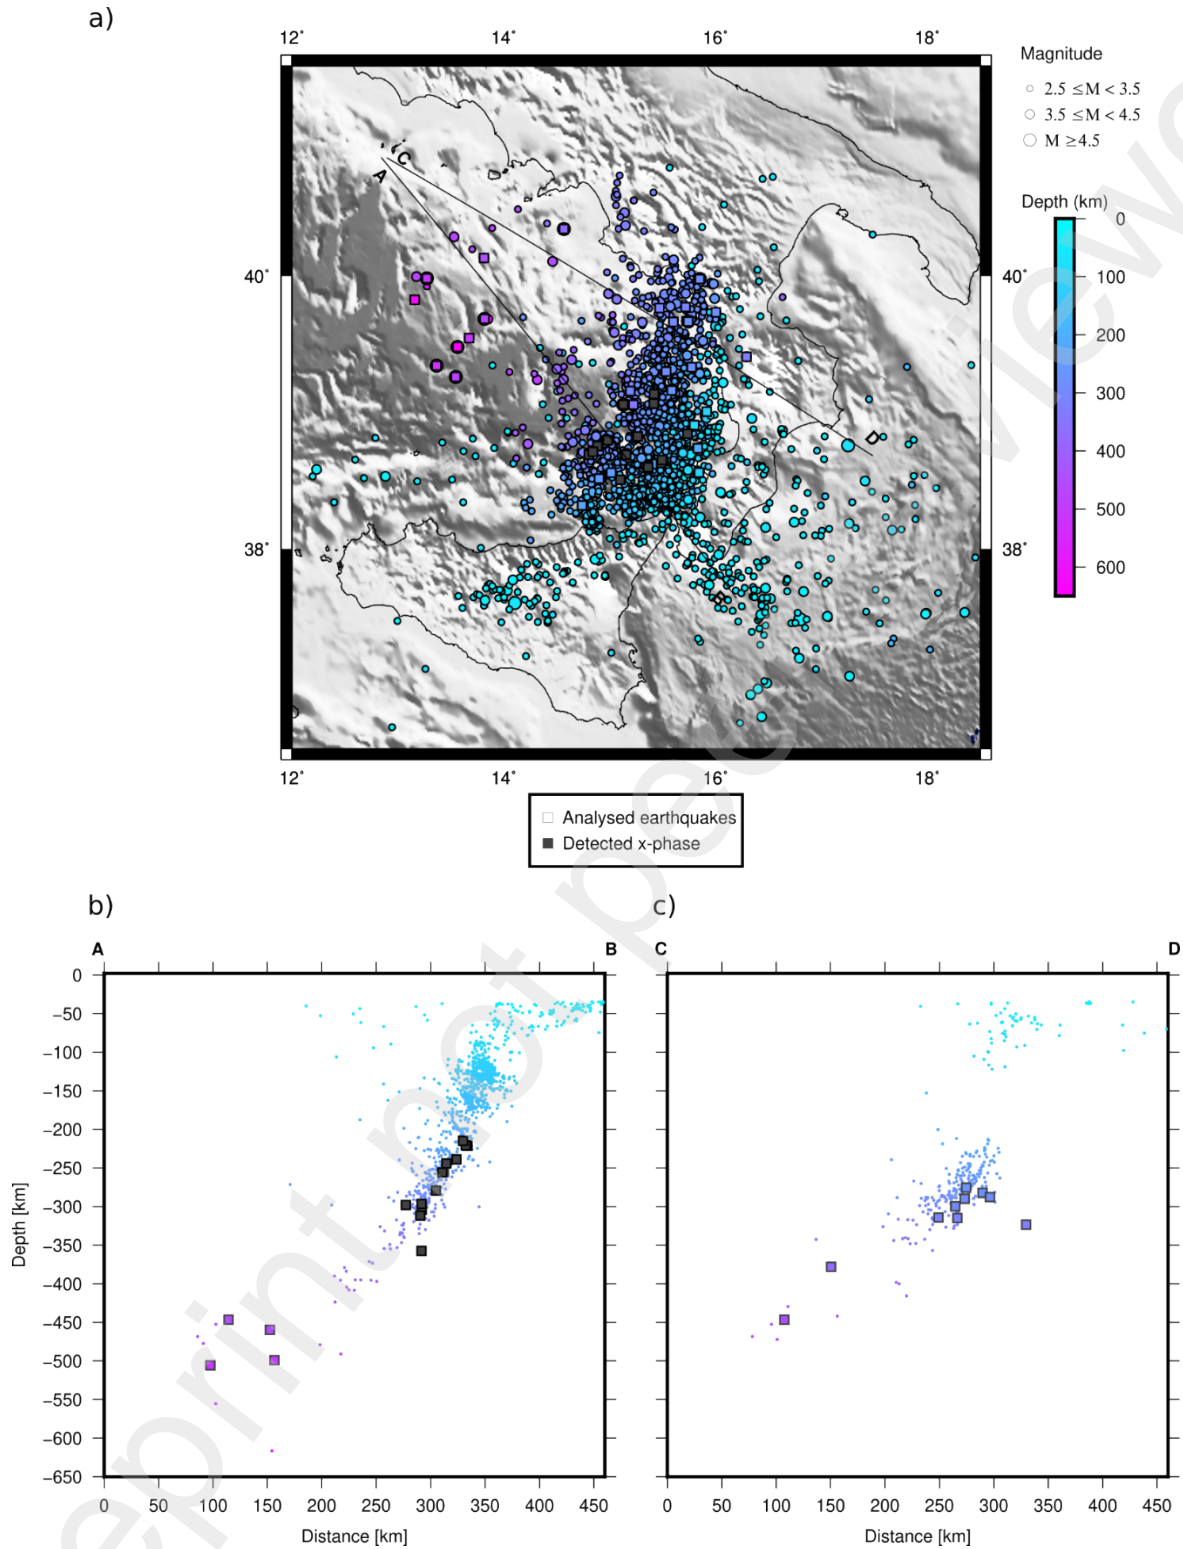 a)
12˚ 14˚ 16˚ 18˚
Magnitude
2.5 ≤M < 3.5
3.5 ≤M < 4.5
M ≥4.5
Depth (km)
0
100
200
300
400
500
600
C
A
D
B
40˚ 40˚
38˚ 38˚
12˚ 14˚ 16˚ 18˚
Analysed earthquakes
Detected x-phase
b) c)
A B C D
0
−50
−100
−150
−200
−250
−300
−350
−400
−450
−500
−550
−600
−650
Depth [km]
0 50 100 150 200 250 300 350 400 450
0 50 100 150 200 250 300 350 400 450
Distance [km] Distance [km]
eprint not pee viewe